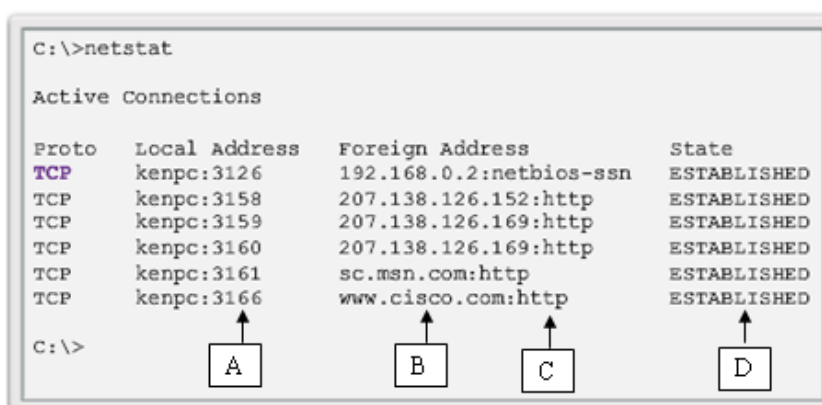 C:\>netstat
Active Connections
Proto Local Address Foreign Address State
TCP kenpc:3126 192.168.0.2:netbios-ssn ESTABLISHED
TCP kenpc:3158 207.138.126.152:http ESTABLISHED
TCP kenpc:3159 207.138.126.169:http ESTABLISHED
TCP kenpc:3160 207.138.126.169:http ESTABLISHED
TCP kenpc:3161 sc.msn.com:http ESTABLISHED
TCP kenpc:3166 www.cisco.com:http ESTABLISHED
C:\>
A B C D